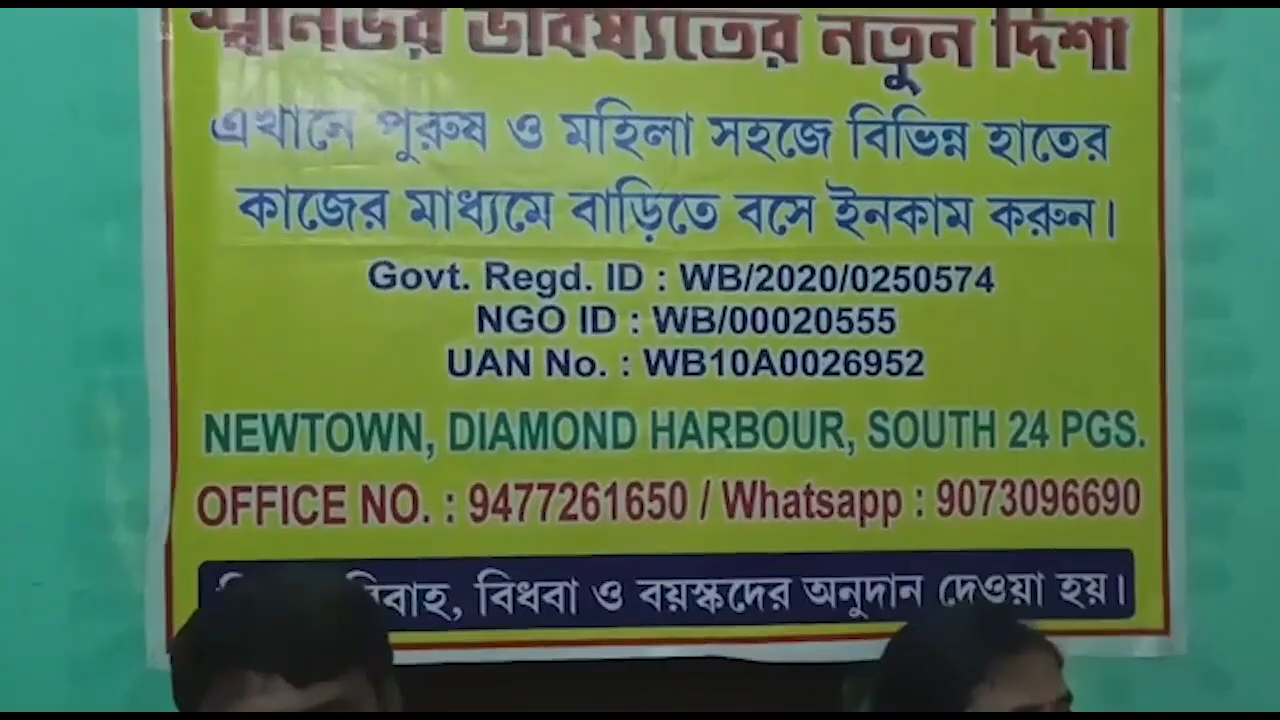 স্বনির্ভর ভবিষ্যতের নতুন দিশা
এখানে পুরুষ ও মহিলা সহজে বিভিন্ন হাতের
কাজের মাধ্যমে বাড়িতে বসে ইনকাম করুন।
Govt. Regd. ID : WB/2020/0250574
NGO ID : WB/00020555
UAN No. : WB10A0026952
NEWTOWN, DIAMOND HARBOUR, SOUTH 24 PGS.
OFFICE NO. : 9477261650 / Whatsapp : 9073096690
বিধবা ও বয়স্কদের অনুদান দেওয়া হয়।